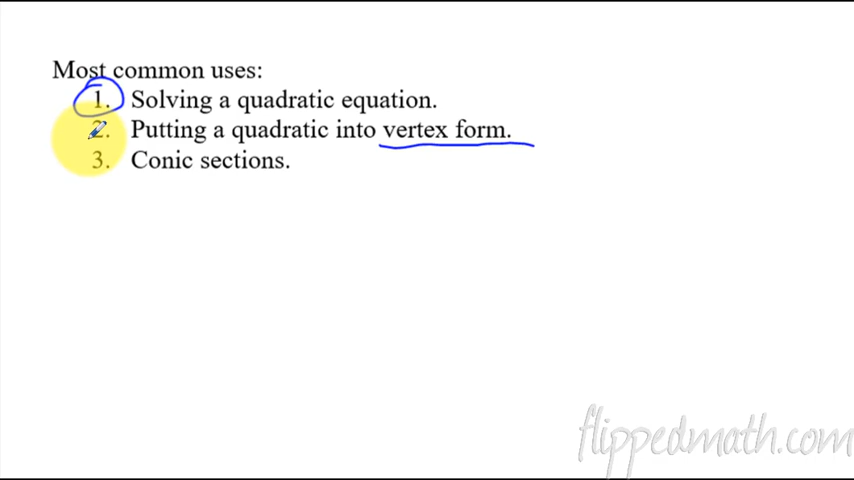 Most common uses:
1. Solving a quadratic equation.
2. Putting a quadratic into vertex form.
3. Conic sections.
flippedmath.com